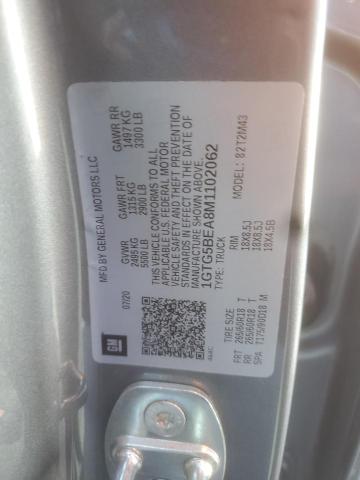 MFD BY GENERAL MOTORS LLC
07/20
GVWR
2495 KG
5500 LB
GAWR FRT
1315 KG
2900 LB
GAWR RR
1497 KG
3300 LB
THIS VEHICLE CONFORMS TO ALL
APPLICABLE U.S. FEDERAL MOTOR
VEHICLE SAFETY AND THEFT PREVENTION
STANDARDS IN EFFECT ON THE DATE OF
MANUFACTURE SHOWN ABOVE.
1GTG5BEA8M1102062
TYPE: TRUCK
MODEL: 82T2M43
GM
TIRE SIZE RIM
FRT 265/60R18 T 18X8.5J
RR 265/60R18 T 18X8.5J
SPA T175/90D18 M 18X4.5B